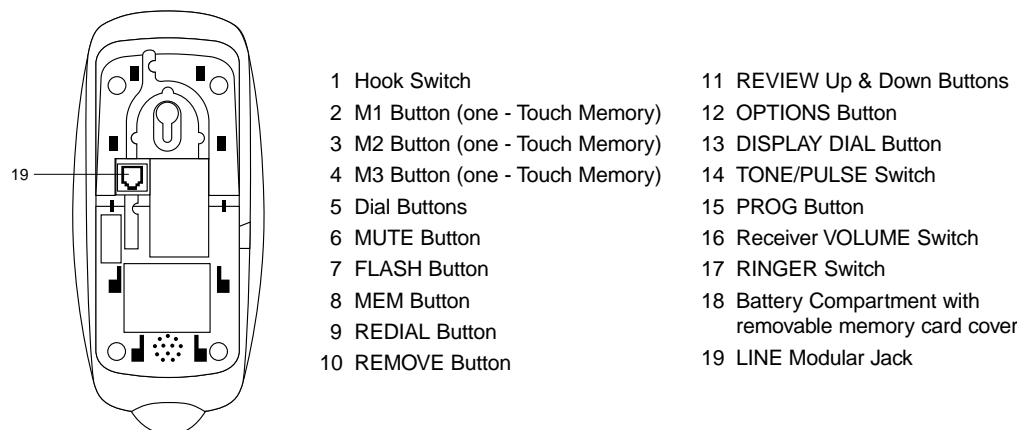 19
1 Hook Switch
2 M1 Button (one - Touch Memory)
3 M2 Button (one - Touch Memory)
4 M3 Button (one - Touch Memory)
5 Dial Buttons
6 MUTE Button
7 FLASH Button
8 MEM Button
9 REDIAL Button
10 REMOVE Button
11 REVIEW Up & Down Buttons
12 OPTIONS Button
13 DISPLAY DIAL Button
14 TONE/PULSE Switch
15 PROG Button
16 Receiver VOLUME Switch
17 RINGER Switch
18 Battery Compartment with
removable memory card cover
19 LINE Modular Jack